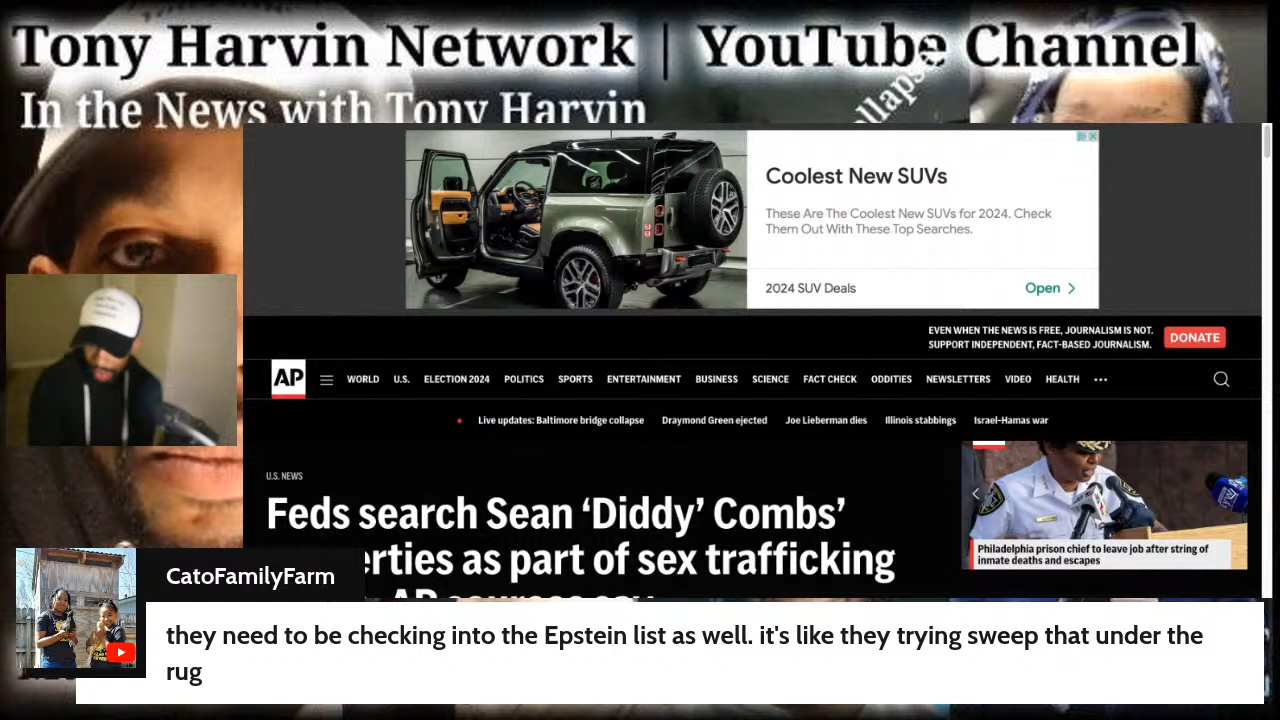 Tony Harvin Network | YouTube Channel
In the News with Tony Harvin
Coolest New SUVs
These Are The Coolest New SUVs for 2024. Check
Them Out With These Top Searches.
2024 SUV Deals
Open
EVEN WHEN THE NEWS IS FREE, JOURNALISM IS NOT.
SUPPORT INDEPENDENT, FACT-BASED JOURNALISM.
DONATE
AP
WORLD U.S. ELECTION 2024 POLITICS SPORTS ENTERTAINMENT BUSINESS SCIENCE FACT CHECK ODDITIES NEWSLETTERS VIDEO HEALTH
Live updates: Baltimore bridge collapse Draymond Green ejected Joe Lieberman dies Illinois stabbings Israel-Hamas war
U.S. NEWS
Feds search Sean ‘Diddy’ Combs’
erties as part of sex trafficking
Philadelphia prison chief to leave job after string of
inmate deaths and escapes
CatoFamilyFarm
they need to be checking into the Epstein list as well. it's like they trying sweep that under the
rug